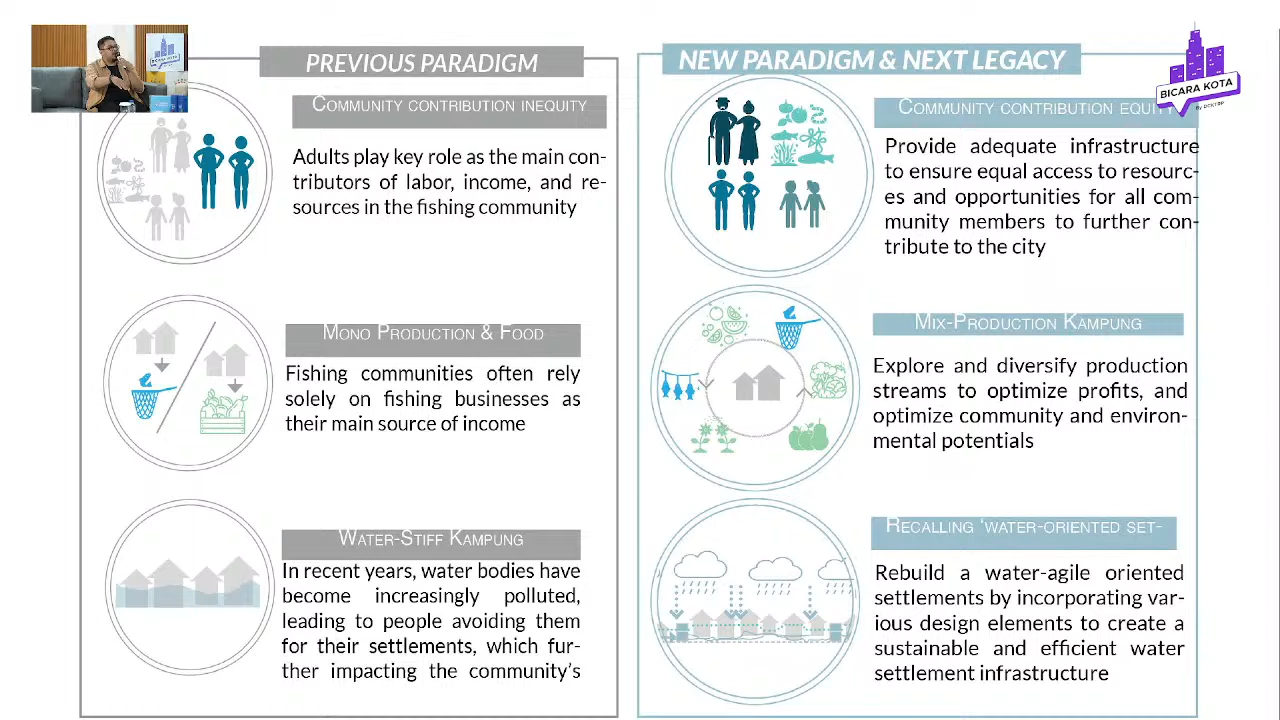 PREVIOUS PARADIGM
COMMUNITY CONTRIBUTION INEQUITY
Adults play key role as the main con-
tributors of labor, income, and re-
sources in the fishing community
MONO PRODUCTION & FOOD
Fishing communities often rely
solely on fishing businesses as
their main source of income
WATER-STIFF KAMPUNG
In recent years, water bodies have
become increasingly polluted,
leading to people avoiding them
for their settlements, which fur-
ther impacting the community's
NEW PARADIGM & NEXT LEGACY
COMMUNITY CONTRIBUTION EQUITY
Provide adequate infrastructure
to ensure equal access to resourc-
es and opportunities for all com-
munity members to further con-
tribute to the city
MIX-PRODUCTION KAMPUNG
Explore and diversify production
streams to optimize profits, and
optimize community and environ-
mental potentials
RECALLING 'WATER-ORIENTED SET-
Rebuild a water-agile oriented
settlements by incorporating var-
ious design elements to create a
sustainable and efficient water
settlement infrastructure
BICARA KOTA
BICARA KOTA